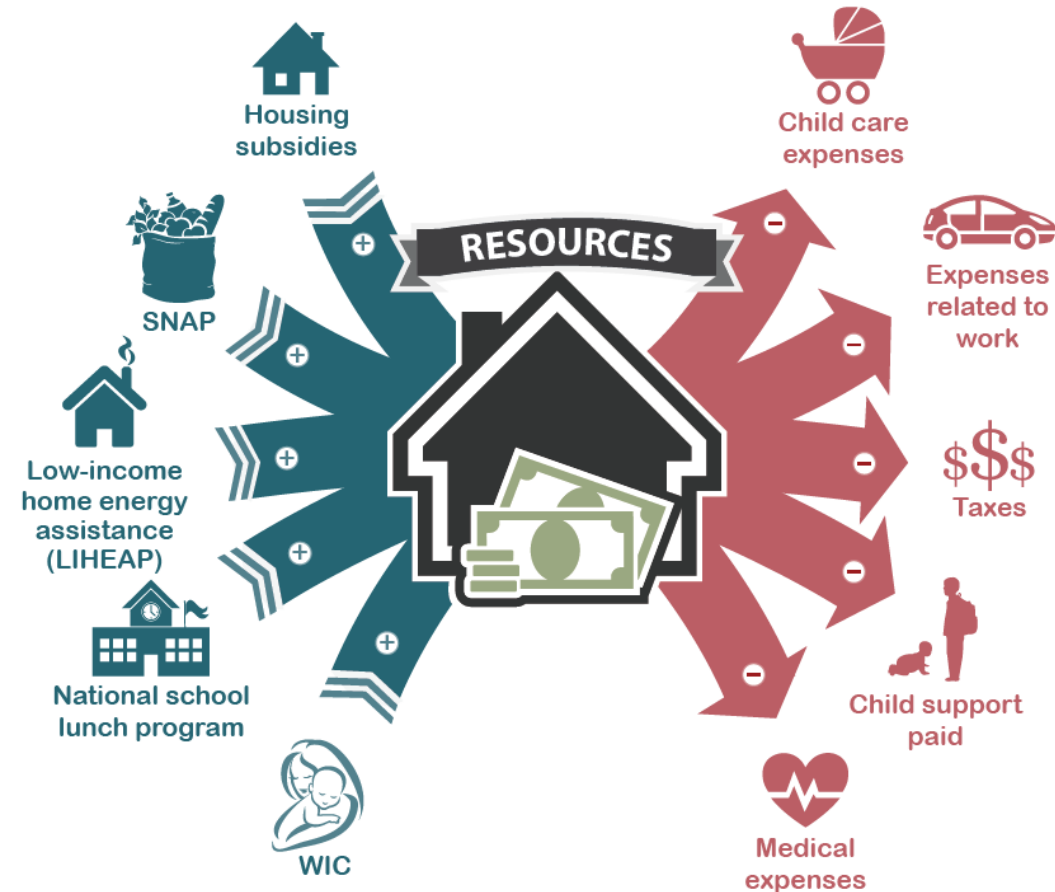 Housing
subsidies
SNAP
Low-income
home energy
assistance
(LIHEAP)
National school
lunch program
WIC
RESOURCES
Child care
expenses
Expenses
related to
work
$$$
Taxes
Child support
paid
Medical
expenses